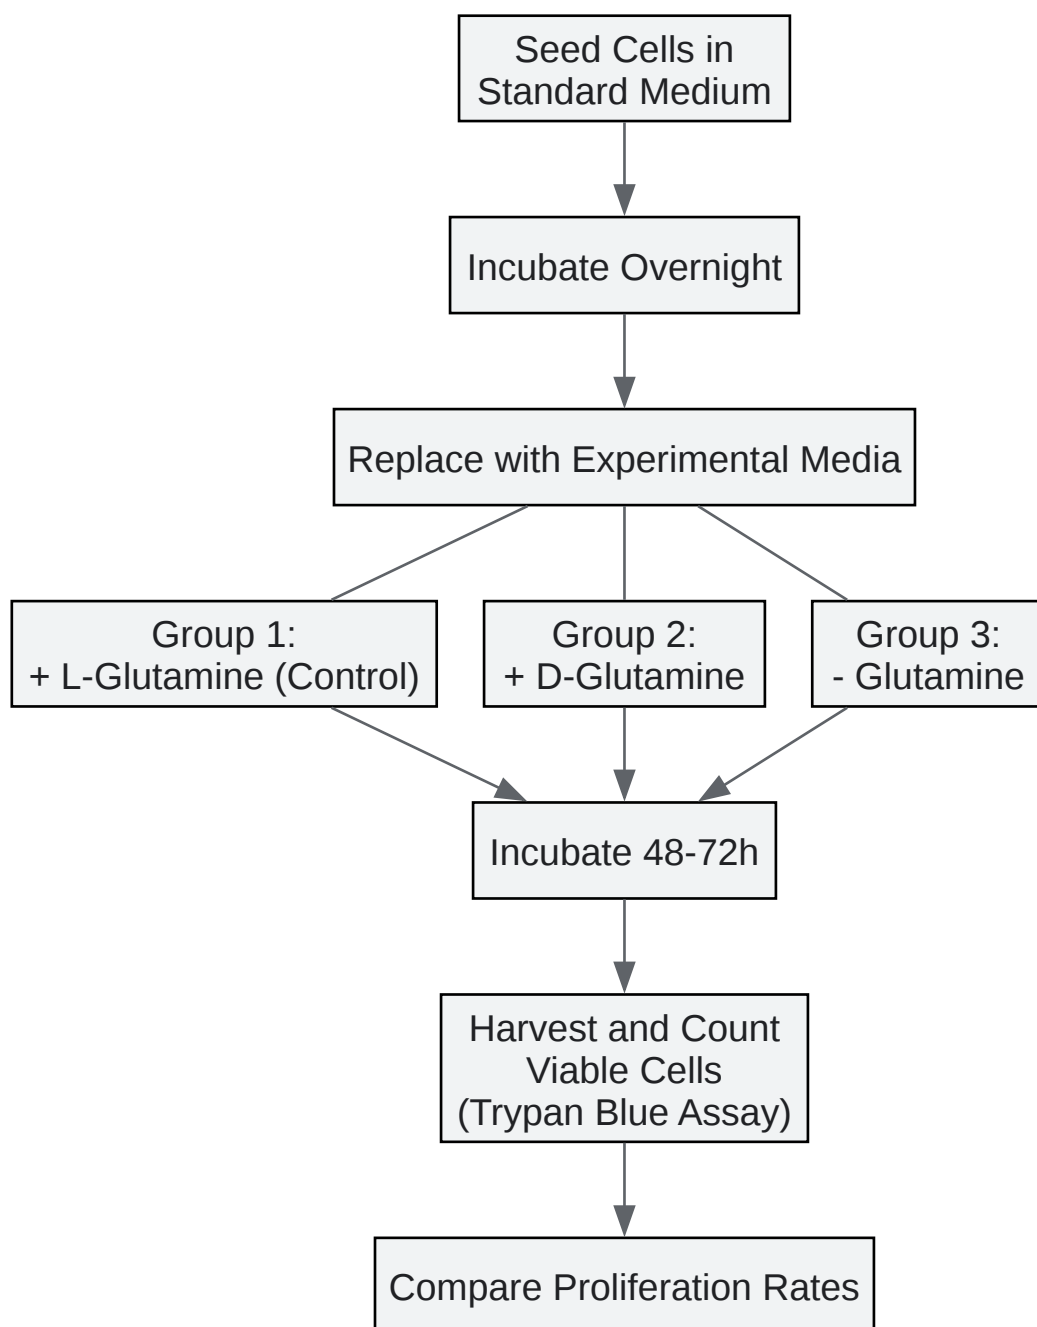 Seed Cells in
Standard Medium
Incubate Overnight
Replace with Experimental Media
Group 1:
+ L-Glutamine (Control)
Group 2:
+ D-Glutamine
Group 3:
- Glutamine
Incubate 48-72h
Harvest and Count
Viable Cells
(Trypan Blue Assay)
Compare Proliferation Rates